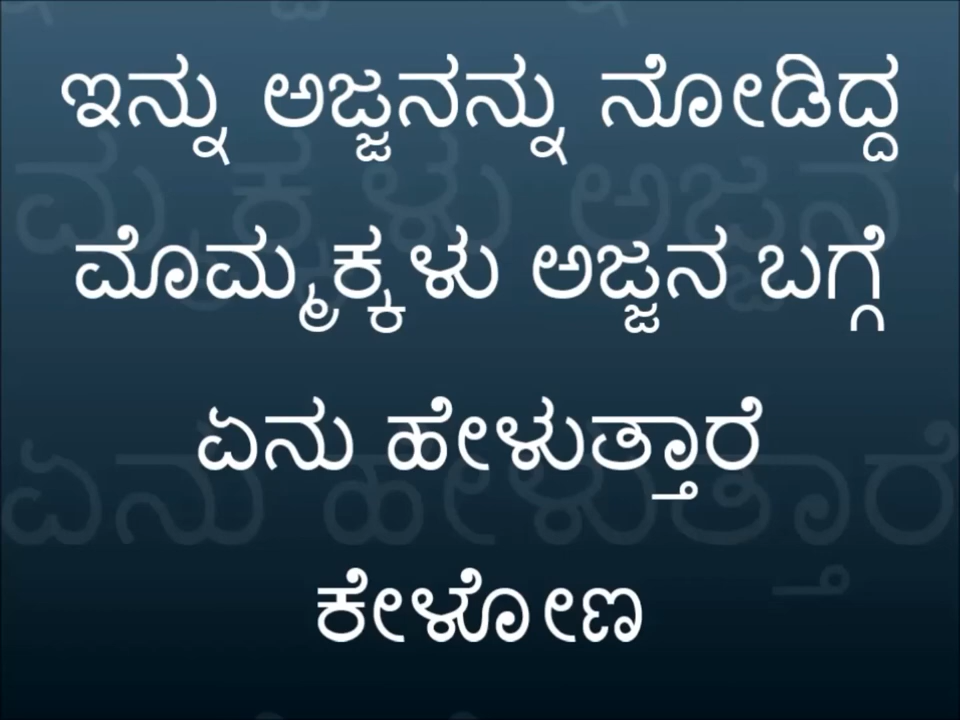 ಇನ್ನು ಅಜ್ಜನನ್ನು ನೋಡಿದ್ದ
ಮೊಮ್ಮಕ್ಕಳು ಅಜ್ಜನ ಬಗ್ಗೆ
ಏನು ಹೇಳುತ್ತಾರೆ
ಕೇಳೋಣ